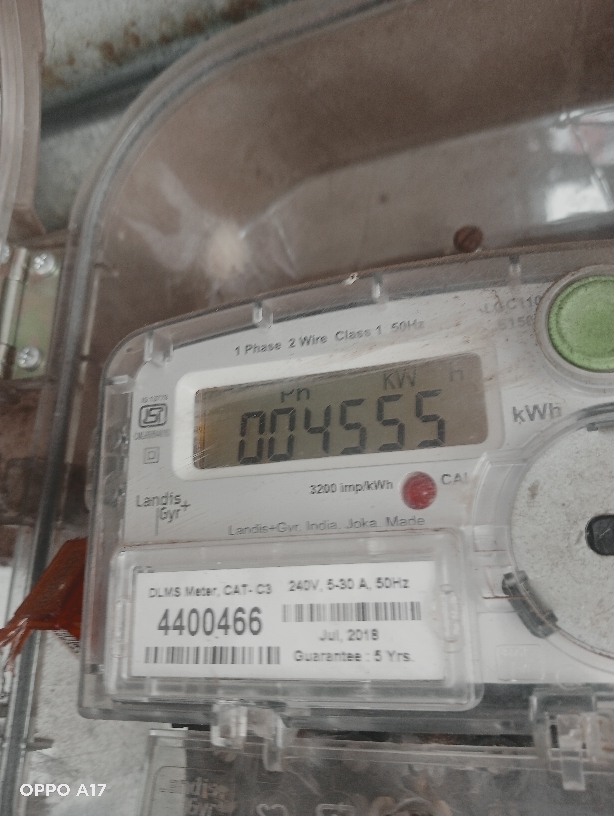 1 Phase 2 Wire Class 1 50Hz
Ph KW h
004555
kWh
3200 imp/kWh
CAL
Landis+
Gyr+
Landis+Gyr, India, Joka, Made
DLMS Meter, CAT- C3 240V, 5-30 A, 50Hz
4400466
Jul, 2018
Guarantee : 5 Yrs.
OPPO A17